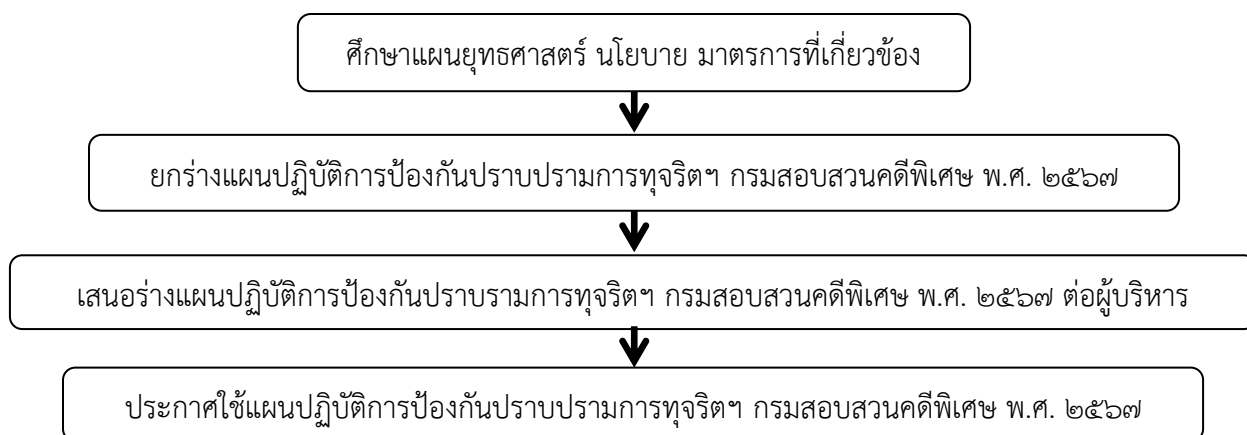 ศึกษาแผนยุทธศาสตร์ นโยบาย มาตรการที่เกี่ยวข้อง
ยกร่างแผนปฏิบัติการป้องกันปราบปรามการทุจริตฯ กรมสอบสวนคดีพิเศษ พ.ศ. ๒๕๖๗
เสนอร่างแผนปฏิบัติการป้องกันปราบรามการทุจริตฯ กรมสอบสวนคดีพิเศษ พ.ศ. ๒๕๖๗ ต่อผู้บริหาร
ประกาศใช้แผนปฏิบัติการป้องกันปราบปรามการทุจริตฯ กรมสอบสวนคดีพิเศษ พ.ศ. ๒๕๖๗